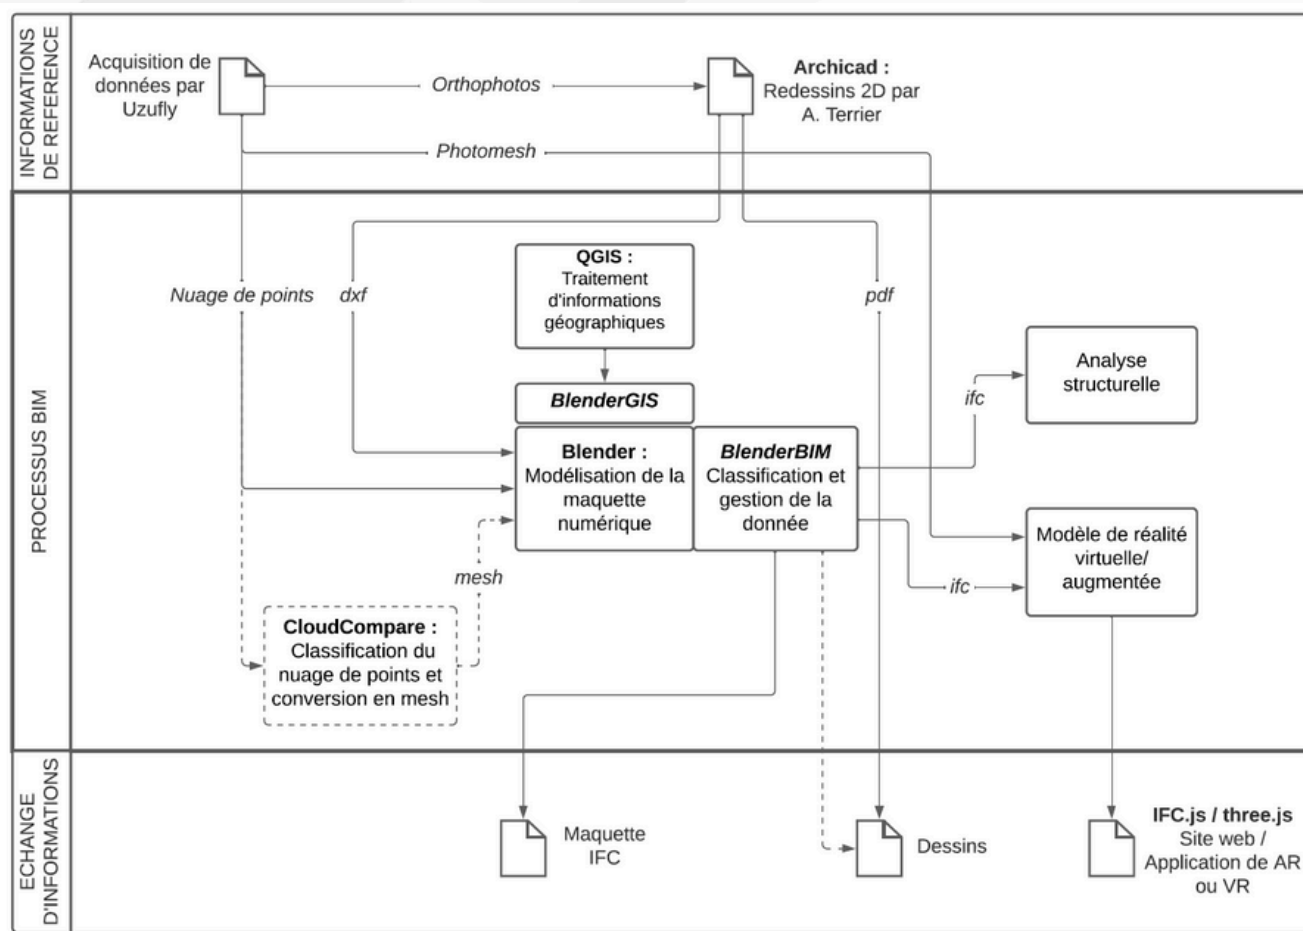 INFORMATIONS
DE REFERENCE
Acquisition de
données par
Uzufly
Orthophotos
Archicad :
Redessins 2D par
A. Terrier
Photomesh
PROCESSUS BIM
Nuage de points
dxf
QGIS :
Traitement
d'informations
géographiques
pdf
BlenderGIS
Blender :
Modélisation de la
maquette
numérique
BlenderBIM
Classification et
gestion de la
donnée
ifc
Analyse
structurelle
ifc
Modèle de réalité
virtuelle/
augmentée
mesh
CloudCompare :
Classification du
nuage de points et
conversion en mesh
ECHANGE
D'INFORMATIONS
Maquette
IFC
Dessins
IFC.js / three.js
Site web /
Application de AR
ou VR